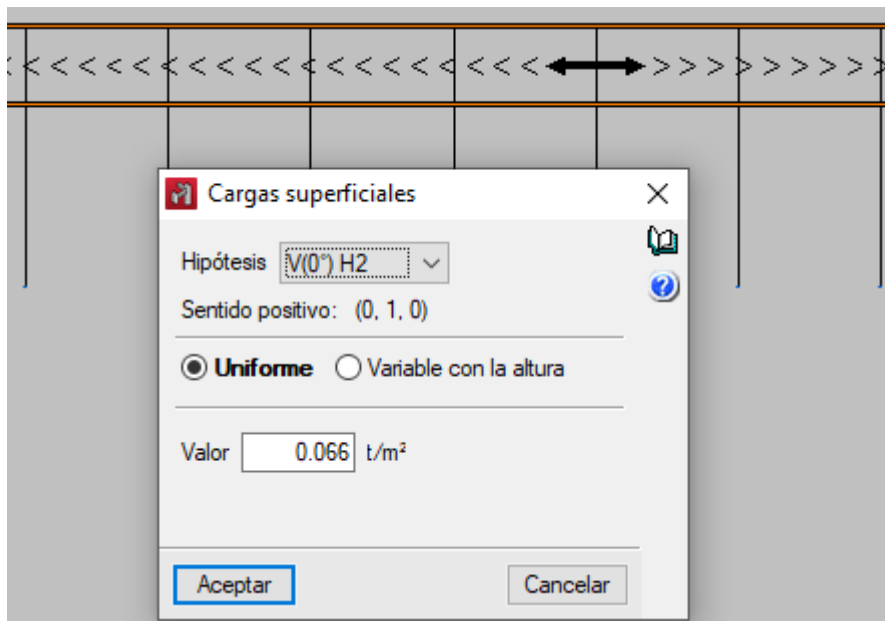 Cargas superficiales
Hipótesis V(0°) H2
Sentido positivo: (0, 1, 0)
Uniforme Variable con la altura
Valor 0.066 t/m²
Aceptar Cancelar